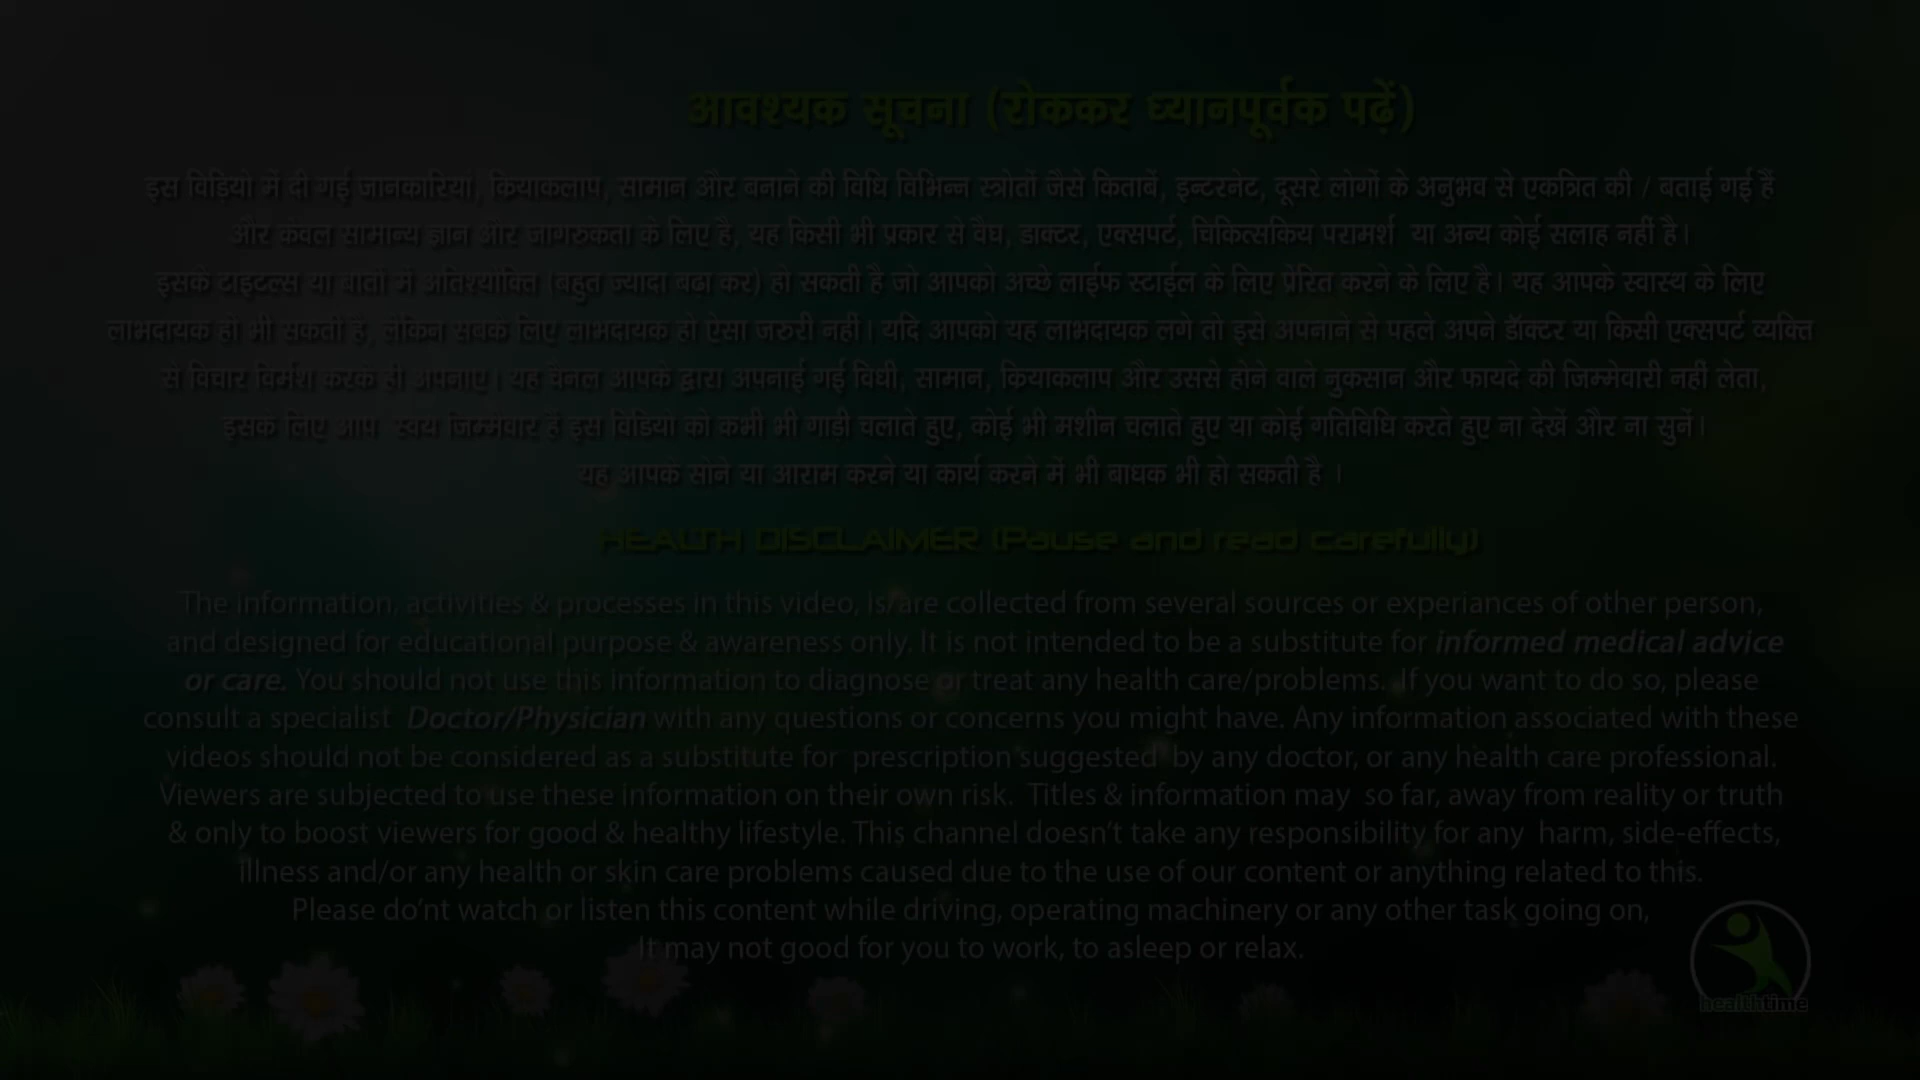 आवश्यक सूचना (रोककर ध्यानपूर्वक पढ़ें)
इस विडियो में दी गई जानकारियां, क्रियाकलाप, सामान और बनाने की विधि विभिन्न स्त्रोतों जैसे किताबें, इन्टरनेट, दूसरे लोगों के अनुभव से एकत्रित की / बताई गई हैं
और केवल सामान्य ज्ञान और जागरुकता के लिए है, यह किसी भी प्रकार से वैघ, डाक्टर, एक्सपर्ट, चिकित्सकिय परामर्श या अन्य कोई सलाह नहीं है।
इसके टाइटल्स या बातों में अतिश्योक्ति (बहुत ज्यादा बढ़ा कर) हो सकती है जो आपको अच्छे लाईफ स्टाईल के लिए प्रेरित करने के लिए है। यह आपके स्वास्थ के लिए
लाभदायक हो भी सकती है, लेकिन सबके लिए लाभदायक हो ऐसा जरुरी नहीं। यदि आपको यह लाभदायक लगे तो इसे अपनाने से पहले अपने डॅाक्टर या किसी एक्सपर्ट व्यक्ति
से विचार विर्मश करके ही अपनाए। यह चैनल आपके द्वारा अपनाई गई विधी, सामान, क्रियाकलाप और उससे होने वाले नुकसान और फायदे की जिम्मेवारी नहीं लेता,
इसके लिए आप स्वयं जिम्मेवार हैं इस विडियो को कभी भी गाडी चलाते हुए, कोई भी मशीन चलाते हुए या कोई गतिविधि करते हुए ना देखें और ना सुनें।
यह आपके सोने या आराम करने या कार्य करने में भी बाधक भी हो सकती है ।
HEALTH DISCLAIMER (Pause and read carefully)
The information, activities & processes in this video, is/are collected from several sources or experiances of other person,
and designed for educational purpose & awareness only. It is not intended to be a substitute for informed medical advice
or care. You should not use this information to diagnose or treat any health care/problems. If you want to do so, please
consult a specialist Doctor/Physician with any questions or concerns you might have. Any information associated with these
videos should not be considered as a substitute for prescription suggested by any doctor, or any health care professional.
Viewers are subjected to use these information on their own risk. Titles & information may so far, away from reality or truth
& only to boost viewers for good & healthy lifestyle. This channel doesn't take any responsibility for any harm, side-effects,
illness and/or any health or skin care problems caused due to the use of our content or anything related to this.
Please do'nt watch or listen this content while driving, operating machinery or any other task going on,
It may not good for you to work, to asleep or relax.
healthtime